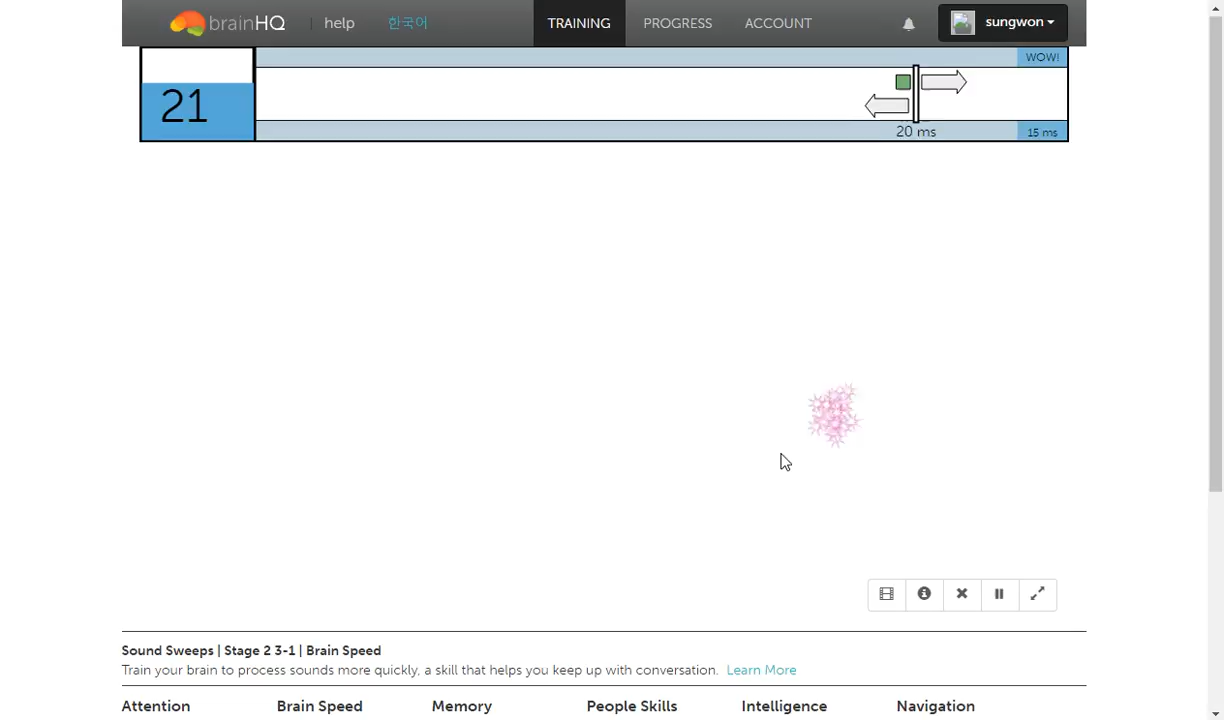 brainHQ help 한국어 TRAINING PROGRESS ACCOUNT sungwon
WOW!
21
20 ms
15 ms
Sound Sweeps | Stage 2 3-1 | Brain Speed
Train your brain to process sounds more quickly, a skill that helps you keep up with conversation. Learn More
Attention Brain Speed Memory People Skills Intelligence Navigation